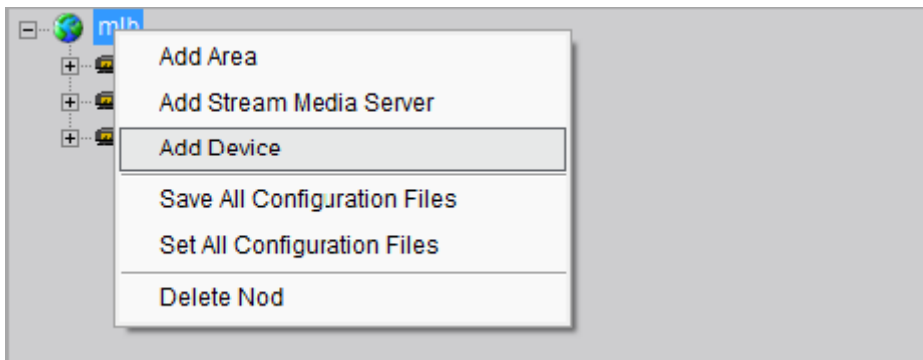 mlb
Add Area
Add Stream Media Server
Add Device
Save All Configuration Files
Set All Configuration Files
Delete Nod